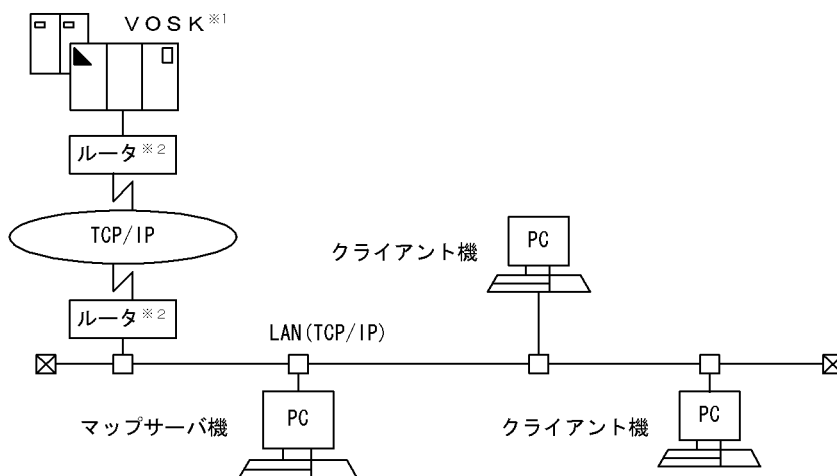 ＶＯＳＫ※1
ルータ※2
TCP/IP
ルータ※2
LAN(TCP/IP)
クライアント機
PC
マップサーバ機
PC
クライアント機
PC